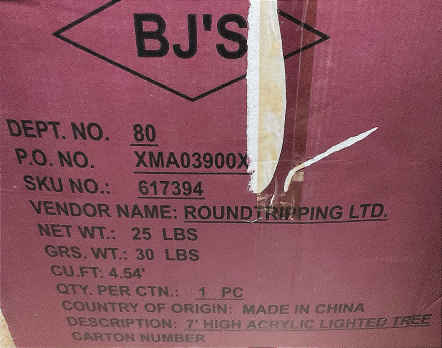 BJ'S
DEPT. NO. 80
P.O. NO. XMA03900X
SKU NO.: 617394
VENDOR NAME: ROUNDTRIPPING LTD.
NET WT.: 25 LBS
GRS. WT.: 30 LBS
CU.FT: 4.54'
QTY. PER CTN.: 1 PC
COUNTRY OF ORIGIN: MADE IN CHINA
DESCRIPTION: 7' HIGH ACRYLIC LIGHTED TREE
CARTON NUMBER